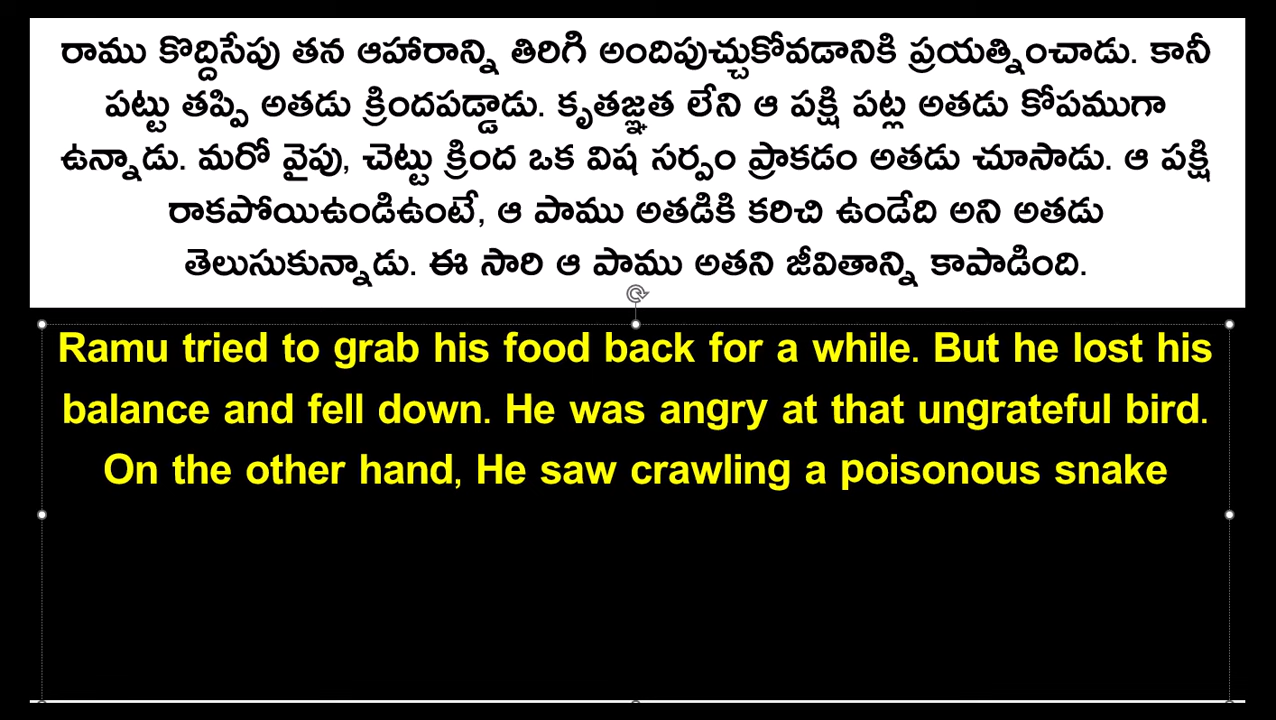 రాము కొద్దిసేపు తన ఆహారాన్ని తిరిగి అందిపుచ్చుకోవడానికి ప్రయత్నించాడు. కానీ
పట్టు తప్పి అతడు క్రిందపడ్డాడు. కృతజ్ఞత లేని ఆ పక్షి పట్ల అతడు కోపముగా
ఉన్నాడు. మరో వైపు, చెట్టు క్రింద ఒక విష సర్పం ప్రాకడం అతడు చూసాడు. ఆ పక్షి
రాకపోయిఉండిఉంటే, ఆ పాము అతడికి కరిచి ఉండేది అని అతడు
తెలుసుకున్నాడు. ఈ సారి ఆ పాము అతని జీవితాన్ని కాపాడింది.
Ramu tried to grab his food back for a while. But he lost his
balance and fell down. He was angry at that ungrateful bird.
On the other hand, He saw crawling a poisonous snake